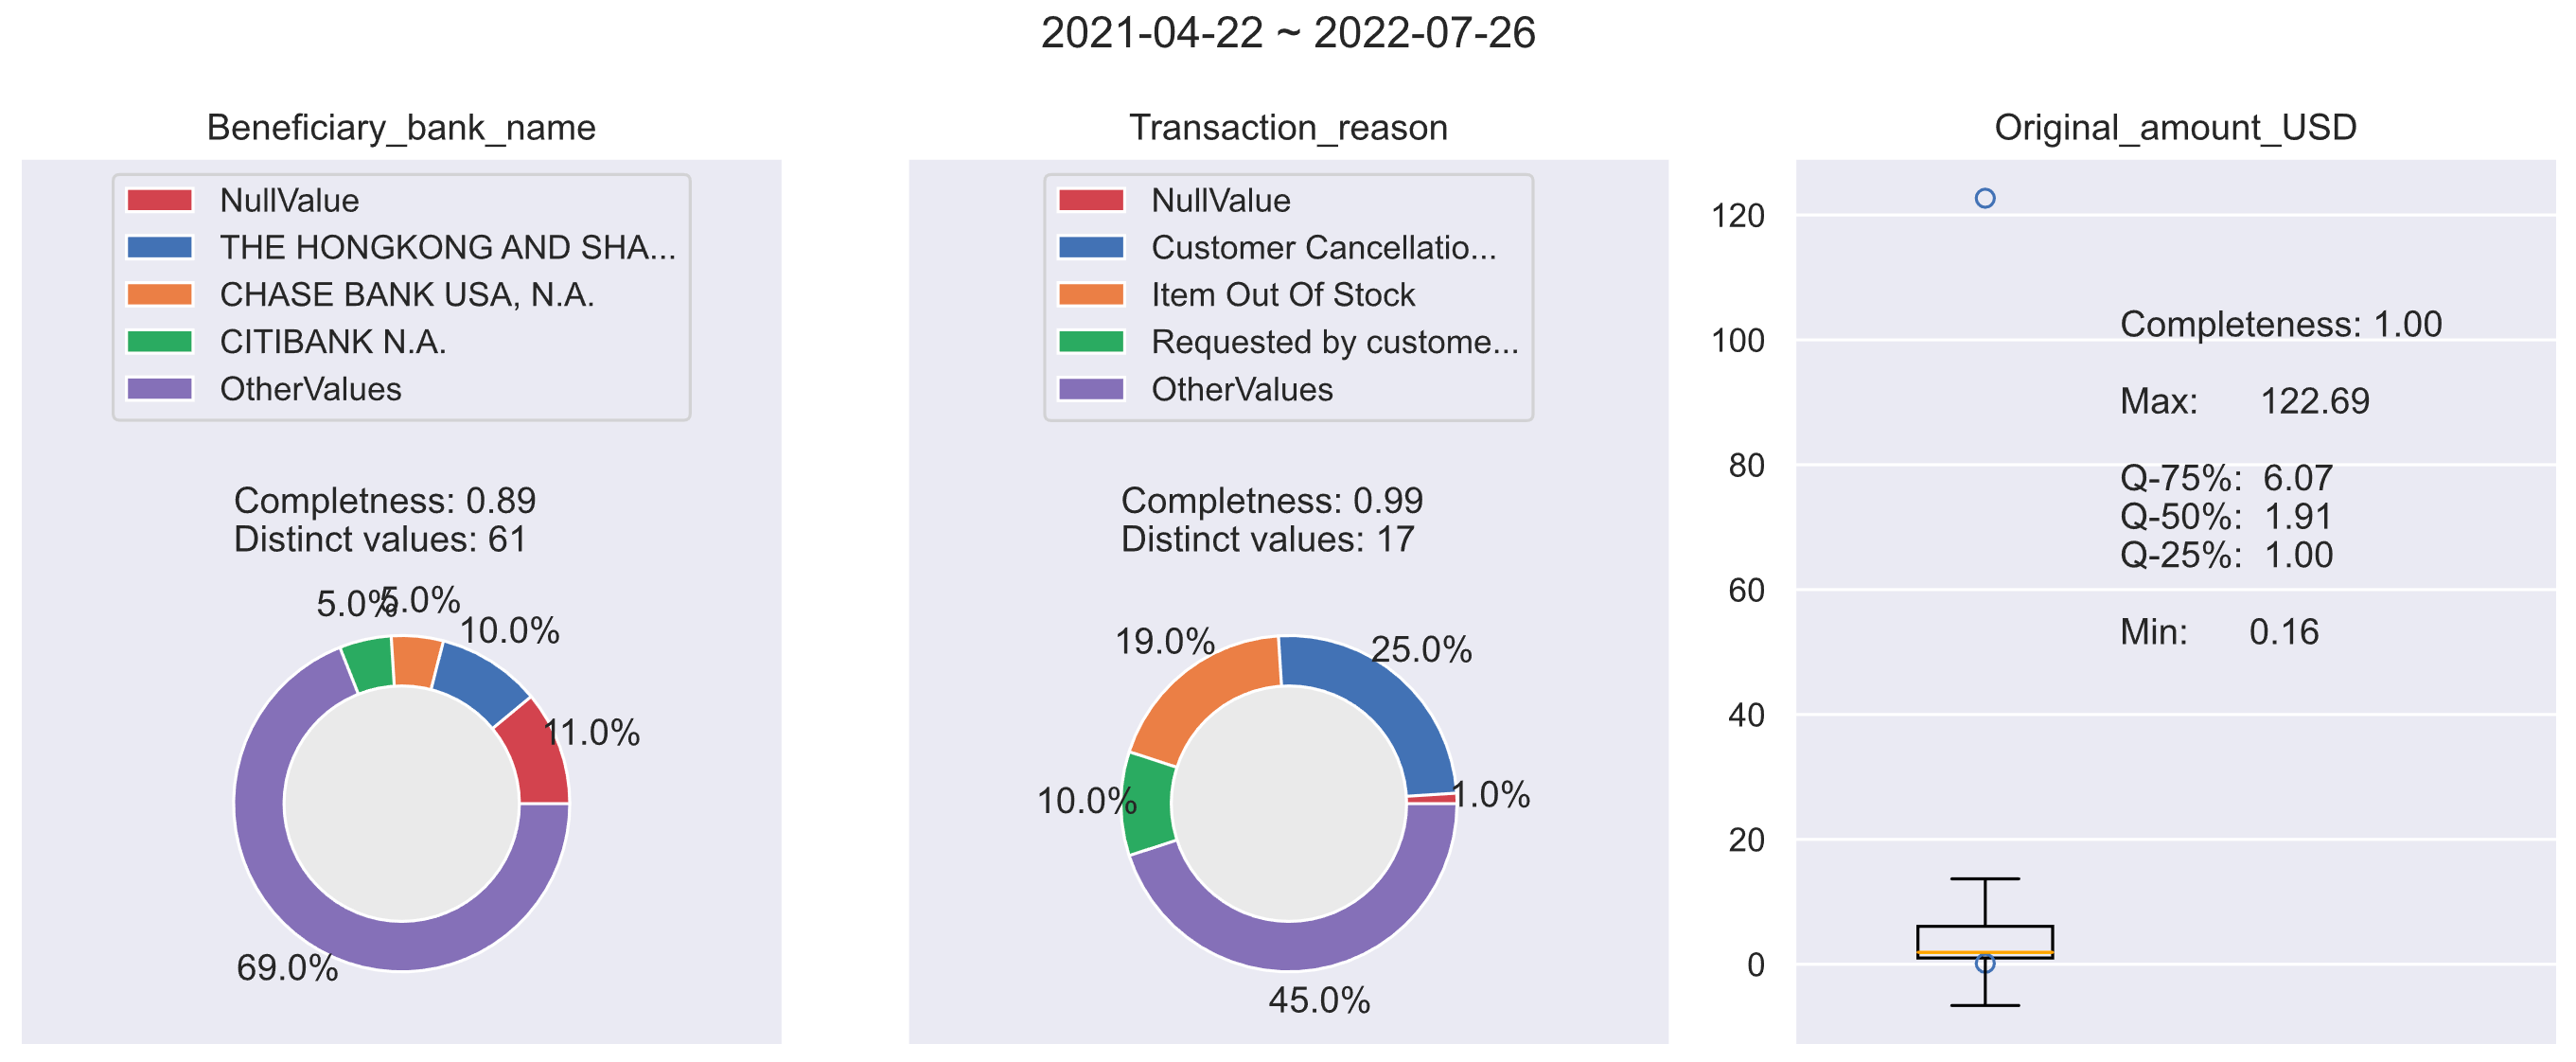 2021-04-22 ~ 2022-07-26
Beneficiary_bank_name
NullValue
THE HONGKONG AND SHA...
CHASE BANK USA, N.A.
CITIBANK N.A.
OtherValues
Completness: 0.89
Distinct values: 61
5.0%
5.0%
10.0%
11.0%
69.0%
Transaction_reason
NullValue
Customer Cancellatio...
Item Out Of Stock
Requested by custome...
OtherValues
Completness: 0.99
Distinct values: 17
19.0%
25.0%
10.0%
1.0%
45.0%
Original_amount_USD
120
100
80
60
40
20
0
Completeness: 1.00
Max: 122.69
Q-75%: 6.07
Q-50%: 1.91
Q-25%: 1.00
Min: 0.16